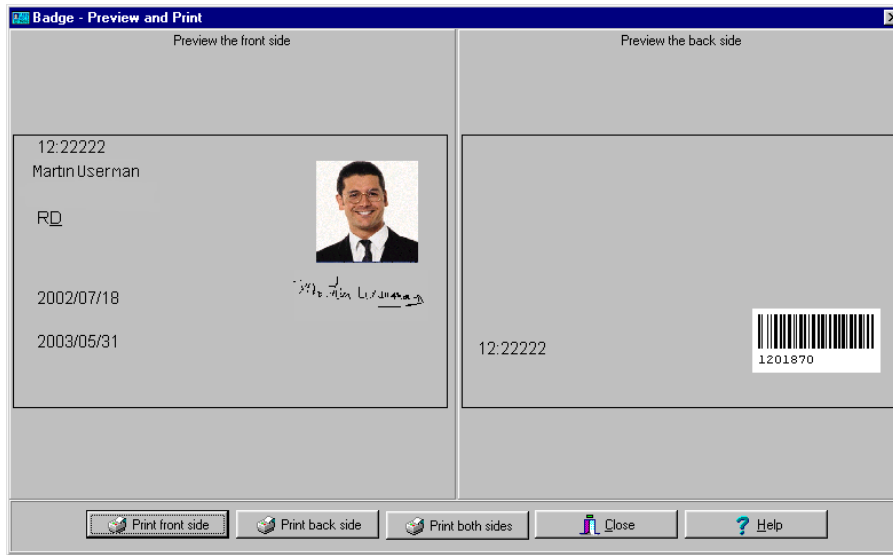 Badge - Preview and Print
Preview the front side
Preview the back side
12:22222
Martin Userman
RD
2002/07/18
2003/05/31
12:22222
1201870
Print front side
Print back side
Print both sides
Close
Help